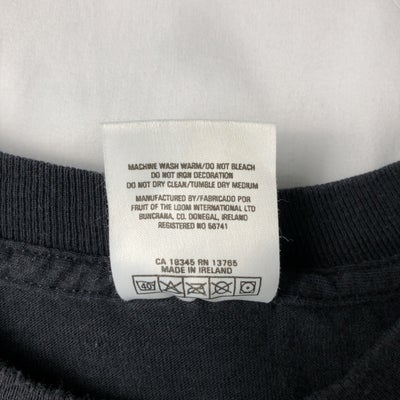 MACHINE WASH WARM/DO NOT BLEACH
DO NOT IRON DECORATION
DO NOT DRY CLEAN/TUMBLE DRY MEDIUM
MANUFACTURED BY/FABRICADO POR
FRUIT OF THE LOOM INTERNATIONAL LTD
BUNCRANA, CO. DONEGAL, IRELAND
REGISTERED NO 66741
CA 18345 RN 13765
MADE IN IRELAND
40